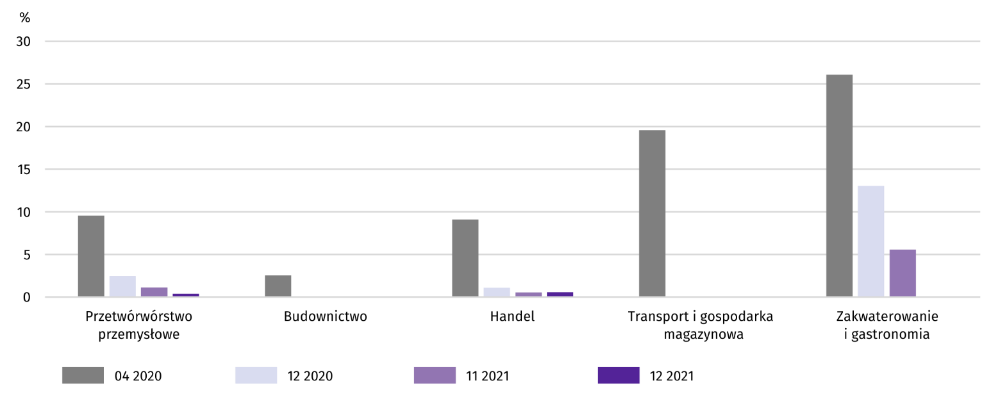 %
30
25
20
15
10
5
0
Przetwórwórstwo
przemysłowe
Budownictwo
Handel
Transport i gospodarka
magazynowa
Zakwaterowanie
i gastronomia
04 2020
12 2020
11 2021
12 2021